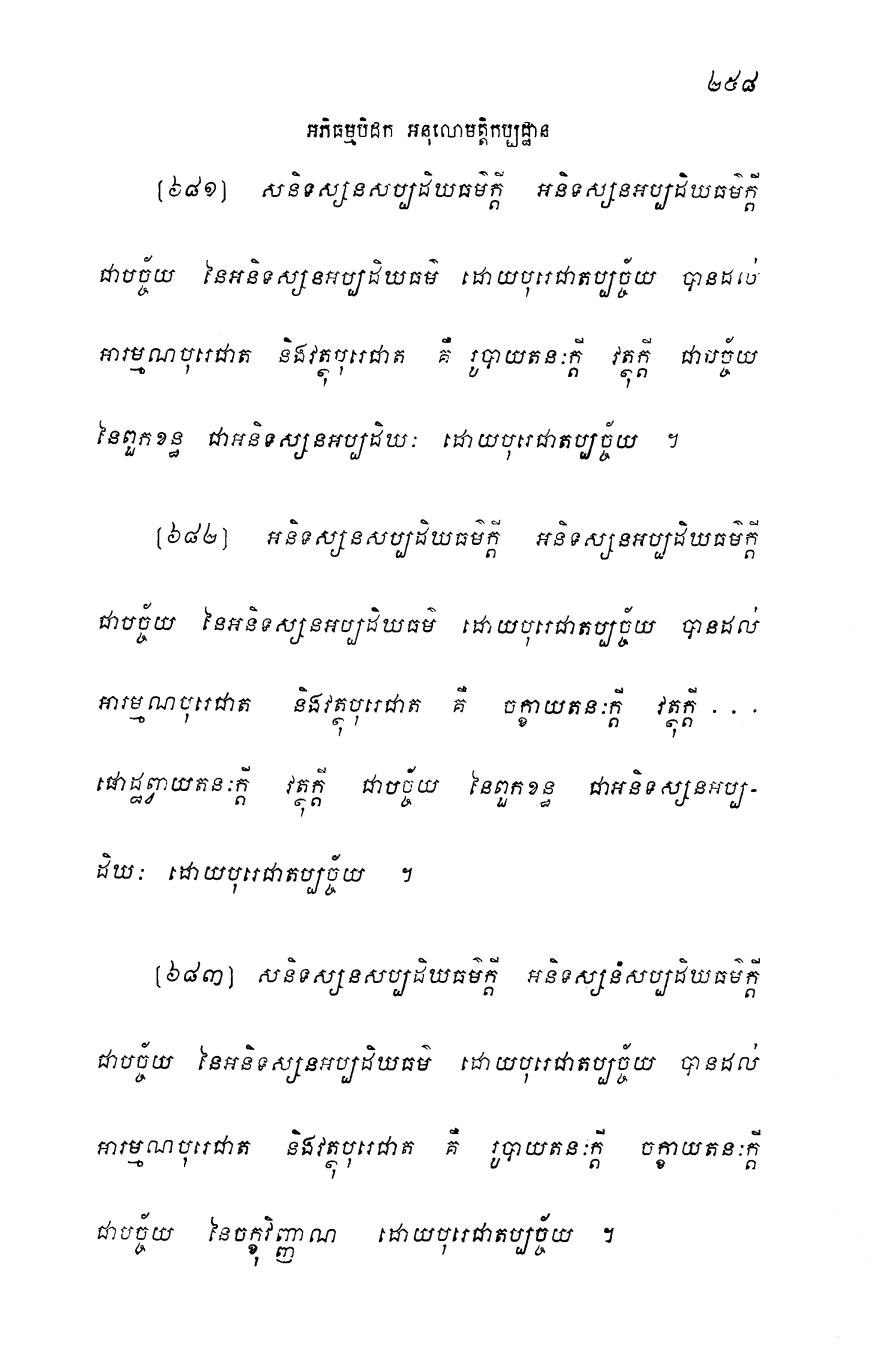 ២៥៨
អភិធម្មបិដក អនុលោមត្តិកប្បដ្ឋាន
[៦៨១] សនិទស្សនសប្បដិឃធម៌ក្តី អនិទស្សនអប្បដិឃធម៌ក្តី
ជាបច្ច័យ នៃអនិទស្សនអប្បដិឃធម៌ ដោយបុរេជាតប្បច្ច័យ បានដល់
អារម្មណបុរេជាត និងវត្ថុបុរេជាត គឺ រូបាយតនៈក្តី វត្ថុក្តី ជាបច្ច័យ
នៃពួកខន្ធ ជាអនិទស្សនអប្បដិឃៈ ដោយបុរេជាតប្បច្ច័យ ។
[៦៨២] អនិទស្សនសប្បដិឃធម៌ក្តី អនិទស្សនអប្បដិឃធម៌ក្តី
ជាបច្ច័យ នៃអនិទស្សនអប្បដិឃធម៌ ដោយបុរេជាតប្បច្ច័យ បានដល់
អារម្មណបុរេជាត និងវត្ថុបុរេជាត គឺ ចក្ខាយតនៈក្តី វត្ថុក្តី . . .
ផោដ្ឋព្វាយតនៈក្តី វត្ថុក្តី ជាបច្ច័យ នៃពួកខន្ធ ជាអនិទស្សនអប្ប-
ដិឃៈ ដោយបុរេជាតប្បច្ច័យ ។
[៦៨៣] សនិទស្សនសប្បដិឃធម៌ក្តី អនិទស្សនសប្បដិឃធម៌ក្តី
ជាបច្ច័យ នៃអនិទស្សនអប្បដិឃធម៌ ដោយបុរេជាតប្បច្ច័យ បានដល់
អារម្មណបុរេជាត និងវត្ថុបុរេជាត គឺ រូបាយតនៈក្តី ចក្ខាយតនៈក្តី
ជាបច្ច័យ នៃចក្ខុវិញ្ញាណ ដោយបុរេជាតប្បច្ច័យ ។